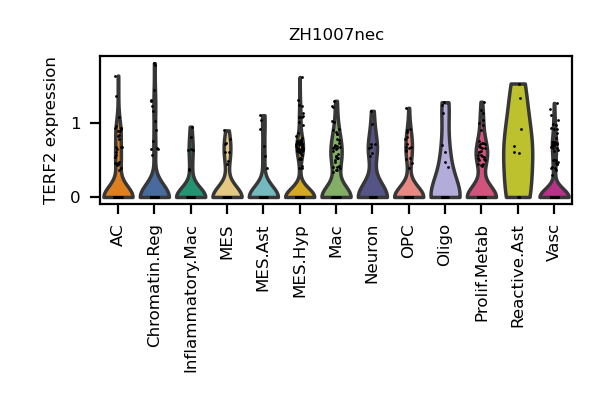 ZH1007nec
TERF2 expression
1
0
AC
Chromatin.Reg
Inflammatory.Mac
MES
MES.Ast
MES.Hyp
Mac
Neuron
OPC
Oligo
Prolif.Metab
Reactive.Ast
Vasc